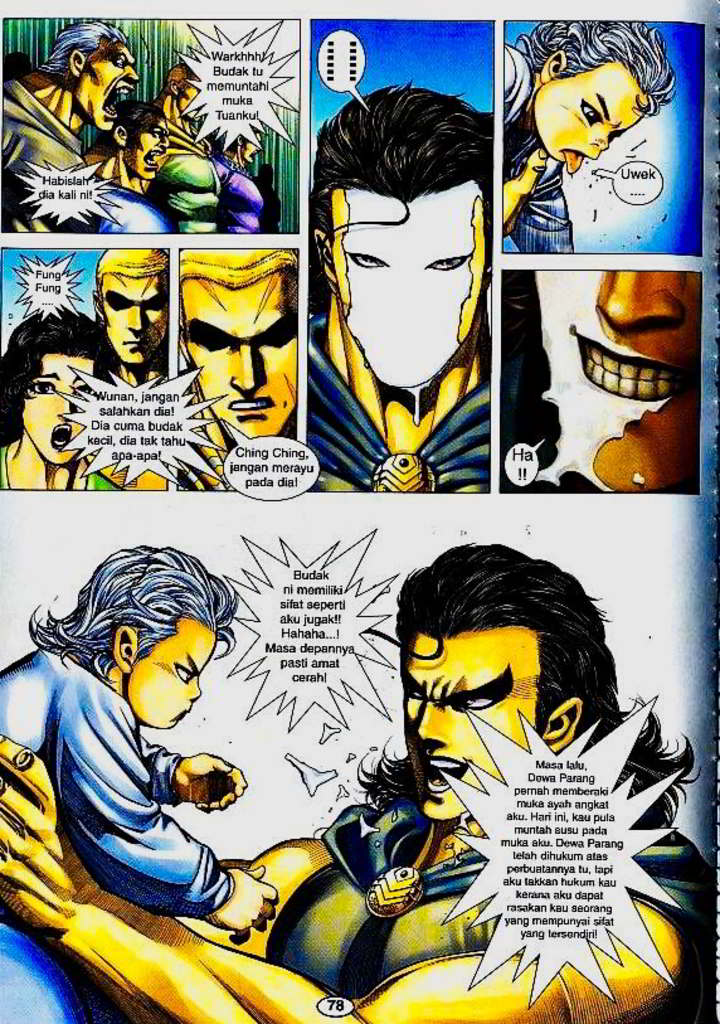 Warkhhh!
Budak tu
memuntahi
muka
Tuanku!
Habislah
dia kali ni!
Uwek
....
Fung
Fung
....
Wunan, jangan
salahkan dia!
Dia cuma budak
kecil, dia tak tahu
apa-apa!
Ching Ching,
jangan merayu
pada dia!
Ha
!!
Budak
ni memiliki
sifat seperti
aku jugak!!
Hahaha...!
Masa depannya
pasti amat
cerah!
Masa lalu,
Dewa Parang
pernah memberaki
muka ayah angkat
aku. Hari ini, kau pula
muntah susu pada
muka aku. Dewa Parang
telah dihukum atas
perbuatannya tu, tapi
aku takkan hukum kau
kerana aku dapat
rasakan kau seorang
yang mempunyai sifat
yang tersendiri!
78